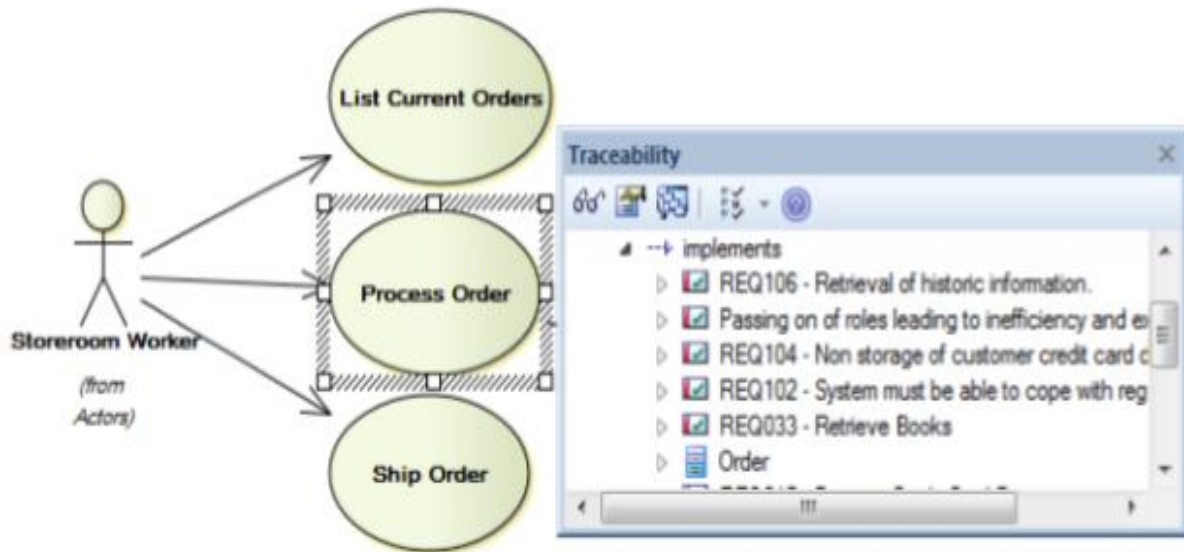 List Current Orders
Process Order
Storeroom Worker
(from
Actors)
Ship Order
Traceability
implements
REQ106 - Retrieval of historic information.
Passing on of roles leading to inefficiency and
REQ104 - Non storage of customer credit card
REQ102 - System must be able to cope with reg
REQ033 - Retrieve Books
Order